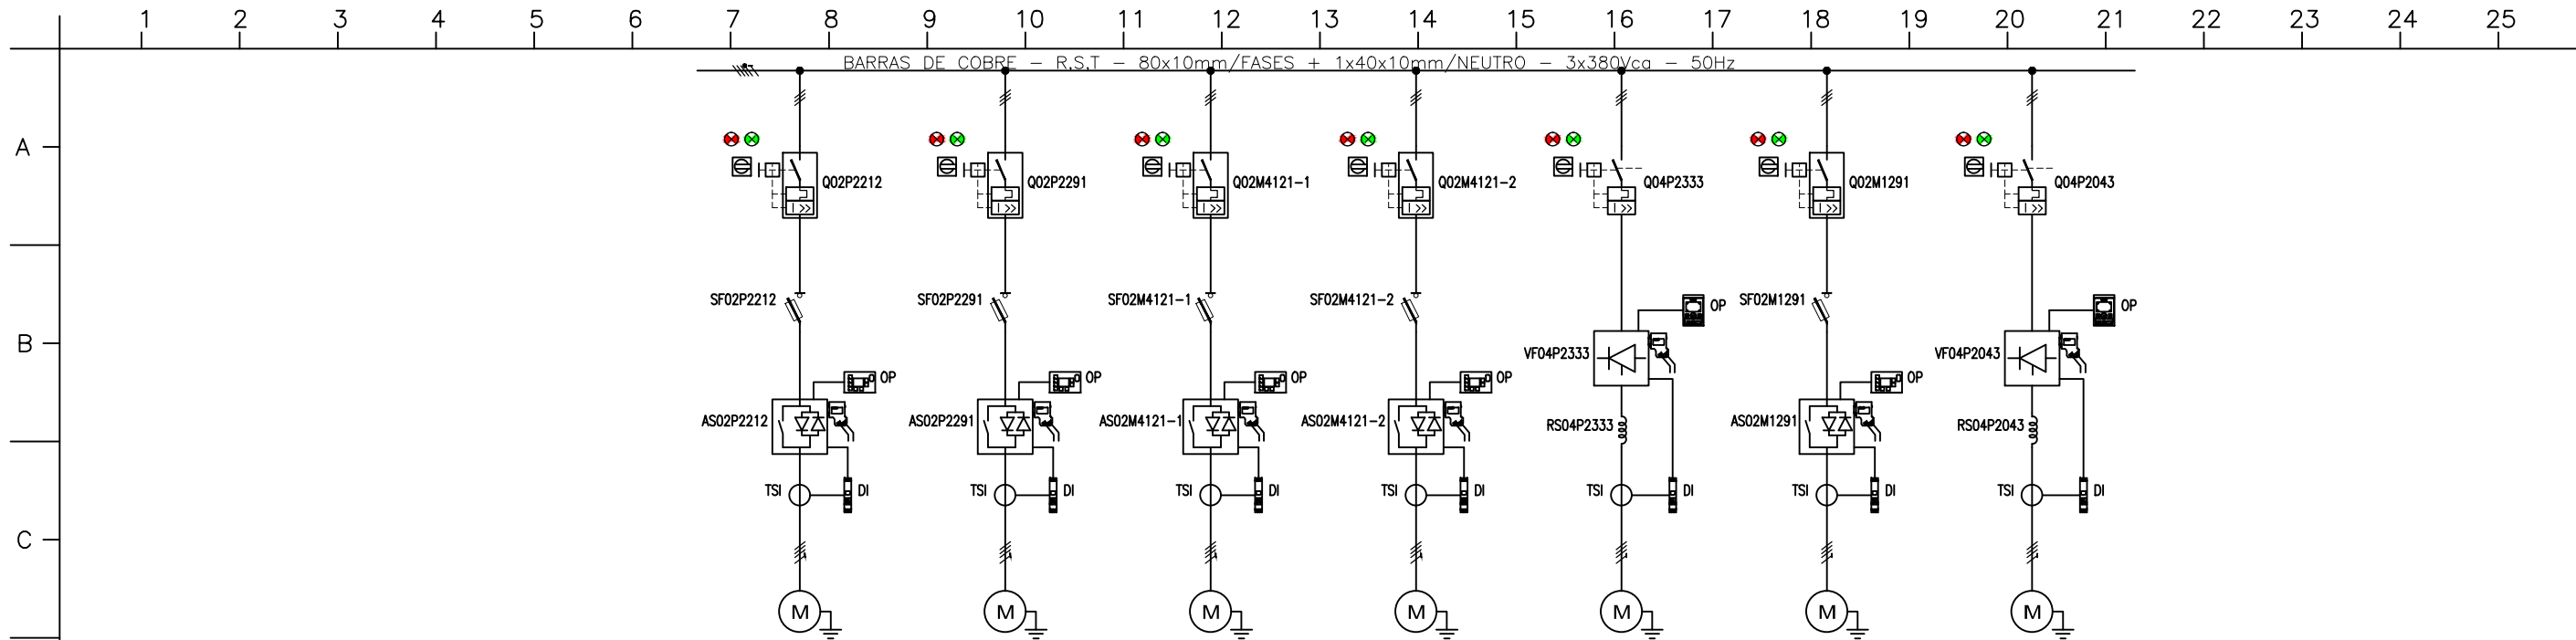 1 2 3 4 5 6 7 8 9 10 11 12 13 14 15 16 17 18 19 20 21 22 23 24 25
BARRAS DE COBRE - R.S.T - 80x10mm/FASES + 1x40x10mm/NEUTRO - 3x380Vca - 50Hz
A
Q02P2212 Q02P2291 Q02M4121-1 Q02M4121-2 Q04P2333 Q02M1291 Q04P2043
I>> I>> I>> I>> I>> I>> I>>
SF02P2212 SF02P2291 SF02M4121-1 SF02M4121-2 SF02M1291
OP OP
B
VF04P2333 VF04P2043
OP OP OP OP OP
AS02P2212 AS02P2291 AS02M4121-1 AS02M4121-2 RS04P2333 AS02M1291 RS04P2043
TSI DI TSI DI TSI DI TSI DI TSI DI TSI DI TSI DI
C
M M M M M M M